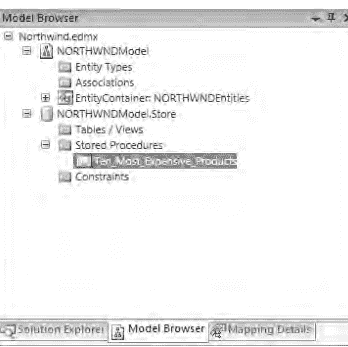 Model Browser
Northwind.edmx
NORTHWNDModel
Entity Types
Associations
EntityContainer: NORTHWNDEntities
NORTHWNDModel.Store
Tables / Views
Stored Procedures
Ten_Most_Expensive_Products
Constraints
Solution Explorer Model Browser Mapping Details